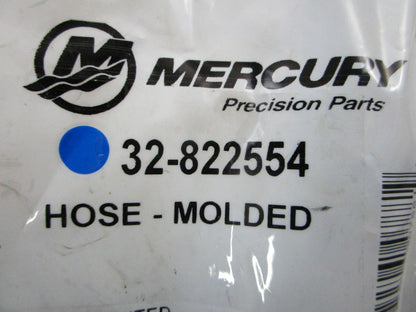 MERCURY
Precision Parts
32-822554
HOSE - MOLDED